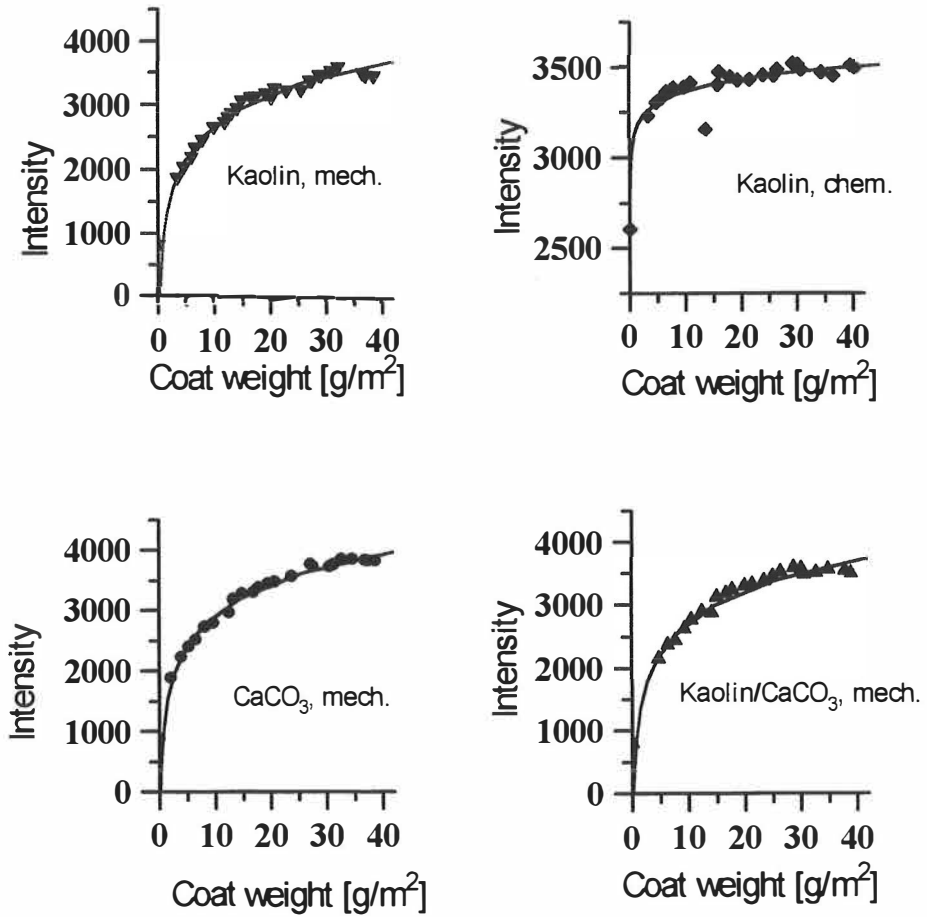 4000
3000
2000
1000
0
Intensity
Kaolin, mech.
0 10 20 30 40
Coat weight [g/m²]
3500
3000
2500
Intensity
Kaolin, chem.
0 10 20 30 40
Coat weight [g/m²]
4000
3000
2000
1000
0
Intensity
CaCO₃, mech.
0 10 20 30 40
Coat weight [g/m²]
4000
3000
2000
1000
0
Intensity
Kaolin/CaCO₃, mech.
0 10 20 30 40
Coat weight [g/m²]